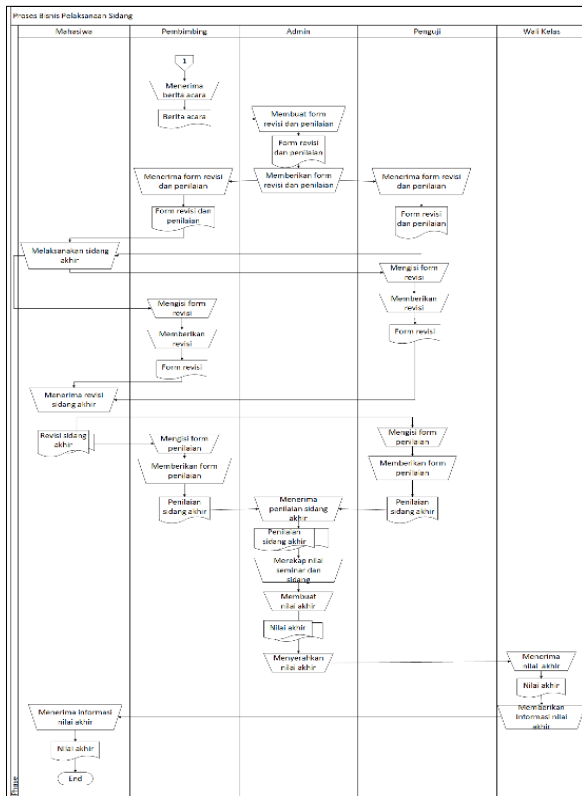 Proses Bisnis Pelaksanaan Sidang
Mahasiwa
Pembimbing
Admin
Penguji
Wali Kelas
1
Menerima
berita acara
Berita acara
Membuat form
revisi dan penilaian
Form revisi
dan penilaian
Menerima form revisi
dan penilaian
Memberikan form
revisi dan penilaian
Menerima form revisi
dan penilaian
Form revisi dan
penilaian
Form revisi
dan penilaian
Melaksanakan sidang
akhir
Mengisi form
revisi
Memberikan
revisi
Form revisi
Mengisi form
revisi
Memberikan
revisi
Form revisi
Menerima revisi
sidang akhir
Revisi sidang
akhir
Mengisi form
penilaian
Memberikan form
penilaian
Penilaian
sidang akhir
Mengisi form
penilaian
Memberikan form
penilaian
Penilaian
sidang akhir
Menerima
penilaian sidang
akhir
Penilaian
sidang akhir
Merekap nilai
seminar dan
sidang
Membuat
nilai akhir
Nilai akhir
Menyerahkan
nilai akhir
Menerima
nilai akhir
Nilai akhir
Memberikan
informasi nilai
akhir
Menerima informasi
nilai akhir
Nilai akhir
End
Phase